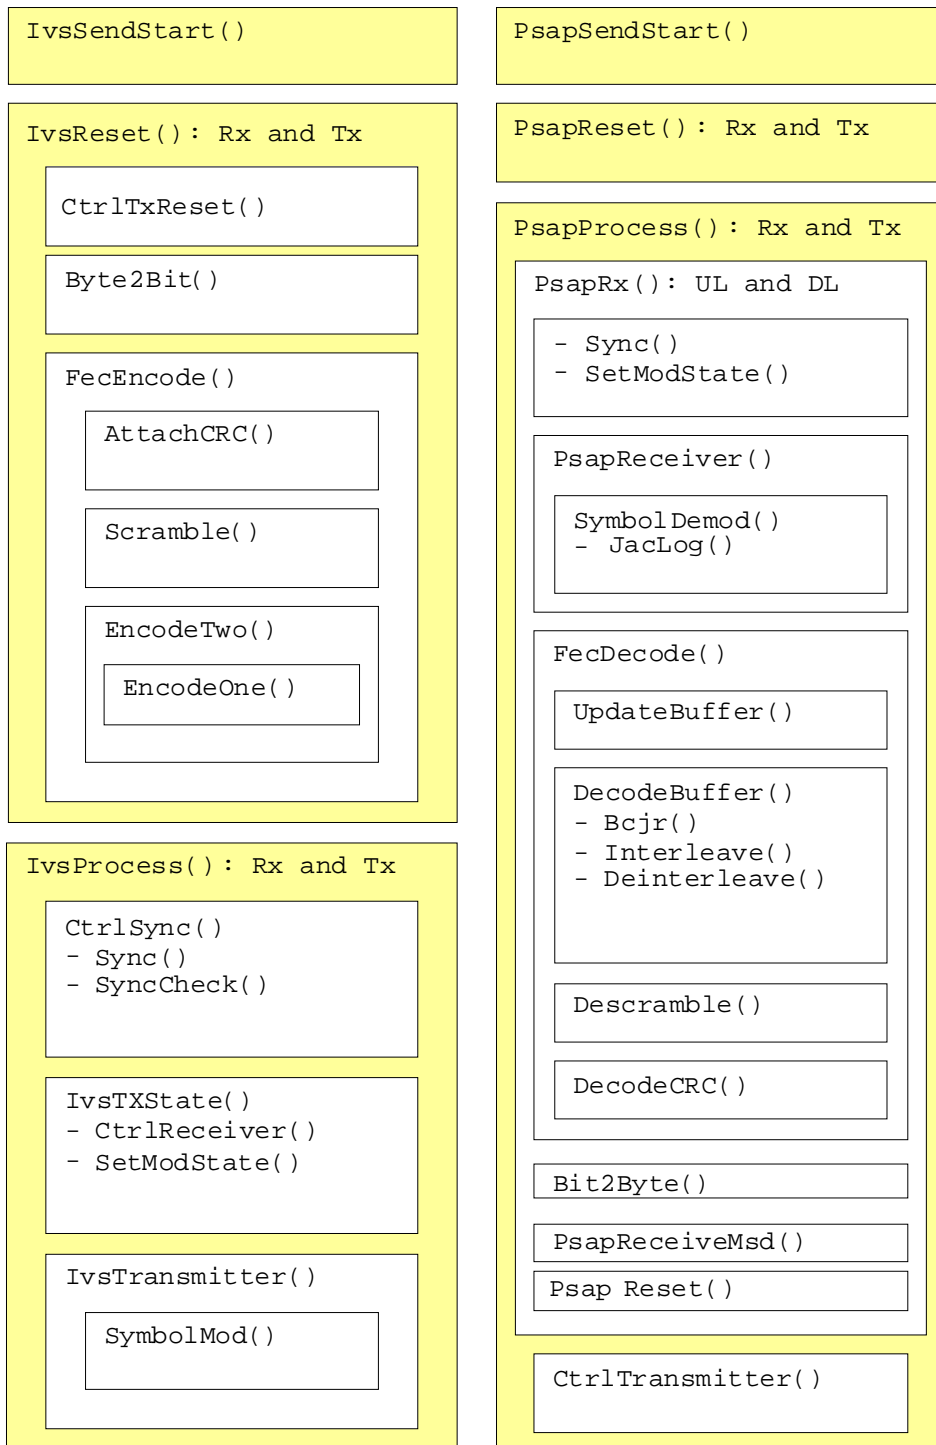 IvsSendStart()
IvsReset(): Rx and Tx
CtrlTxReset()
Byte2Bit()
FecEncode()
AttachCRC()
Scramble()
EncodeTwo()
EncodeOne()
IvsProcess(): Rx and Tx
CtrlSync()
- Sync()
- SyncCheck()
IvsTXState()
- CtrlReceiver()
- SetModState()
IvsTransmitter()
SymbolMod()
PsapSendStart()
PsapReset(): Rx and Tx
PsapProcess(): Rx and Tx
PsapRx(): UL and DL
- Sync()
- SetModState()
PsapReceiver()
SymbolDemod()
- JacLog()
FecDecode()
UpdateBuffer()
DecodeBuffer()
- Bcjr()
- Interleave()
- Deinterleave()
Descramble()
DecodeCRC()
Bit2Byte()
PsapReceiveMsd()
Psap Reset()
CtrlTransmitter()